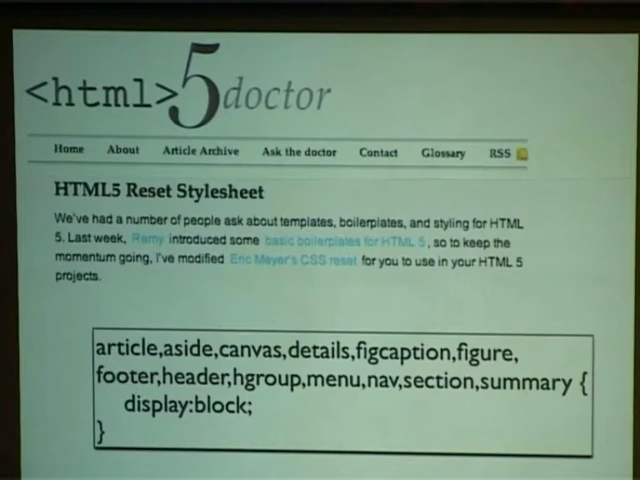 <html>5doctor
Home About Article Archive Ask the doctor Contact Glossary RSS
HTML5 Reset Stylesheet
We've had a number of people ask about templates, boilerplates, and styling for HTML
5. Last week, Remy introduced some basic boilerplates for HTML 5, so to keep the
momentum going, I've modified Eric Meyer's CSS reset for you to use in your HTML 5
projects.
article,aside,canvas,details,figcaption,figure,
footer,header,hgroup,menu,nav,section,summary {
display:block;
}